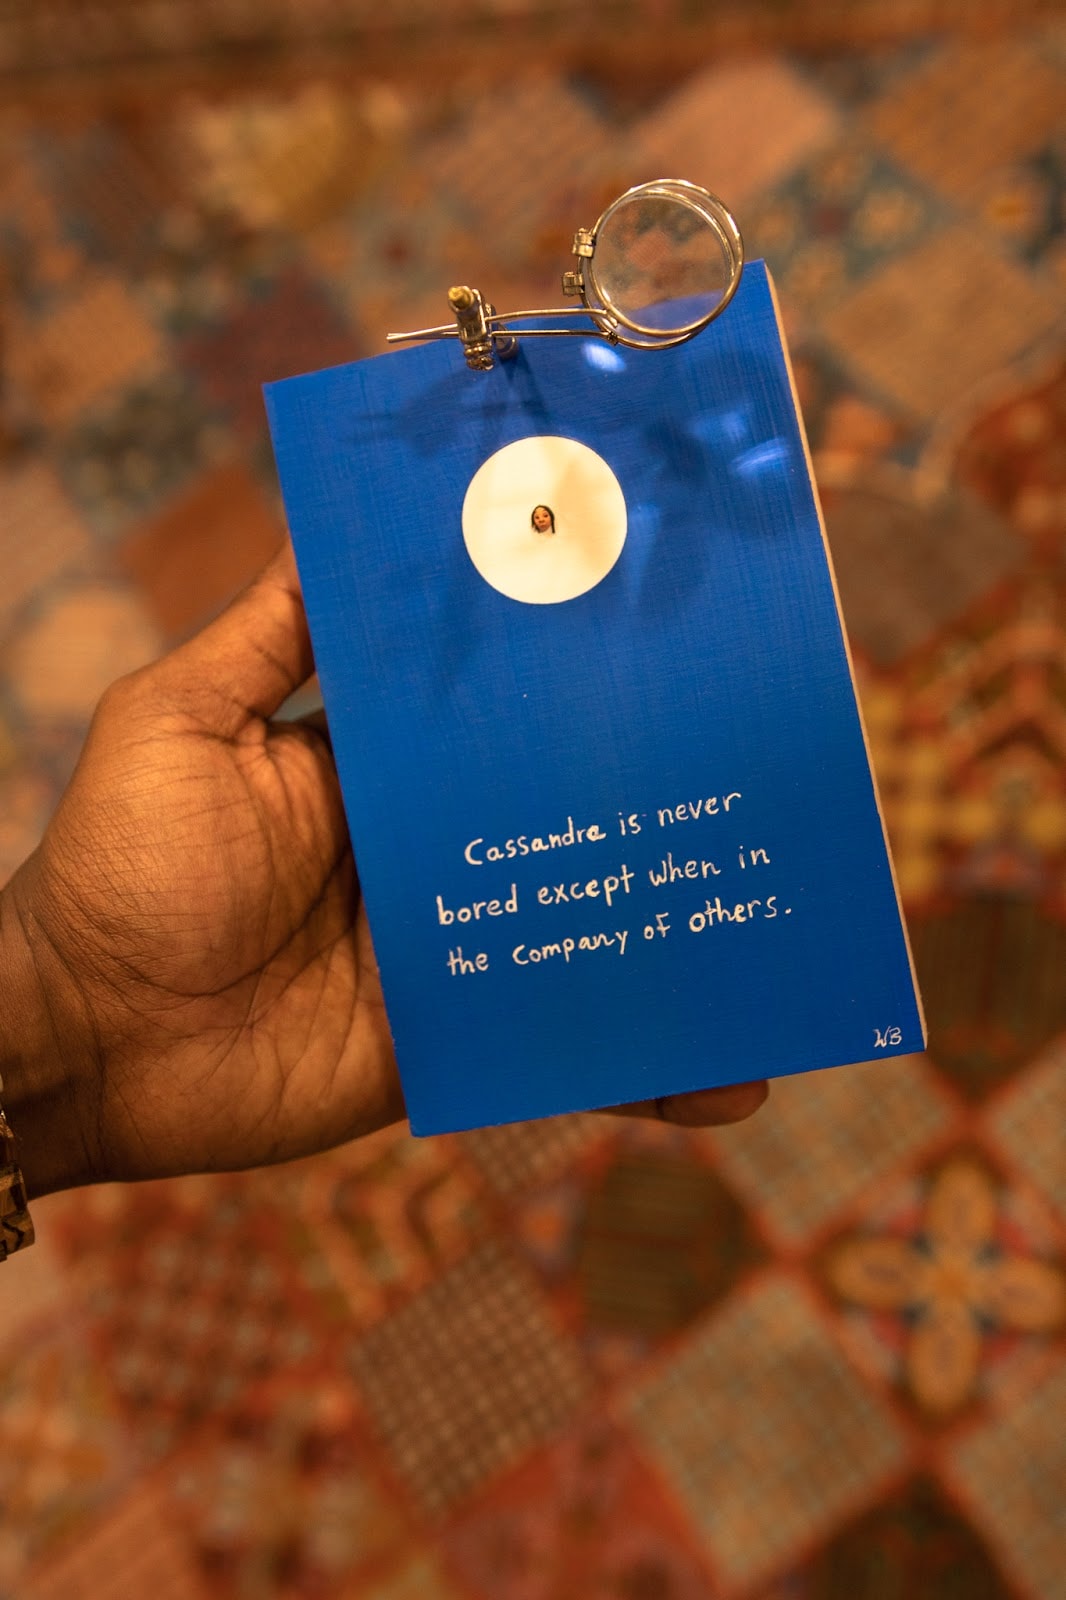 Cassandra is never
bored except when in
the company of others.
WB